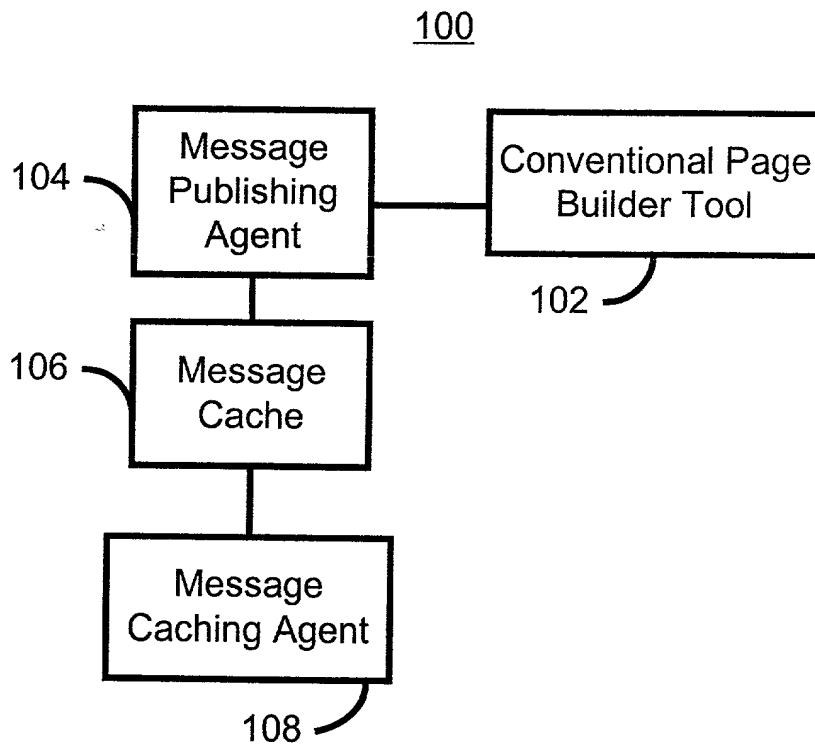 100
Message
Publishing
Agent
104
Conventional Page
Builder Tool
102
106
Message
Cache
Message
Caching Agent
108